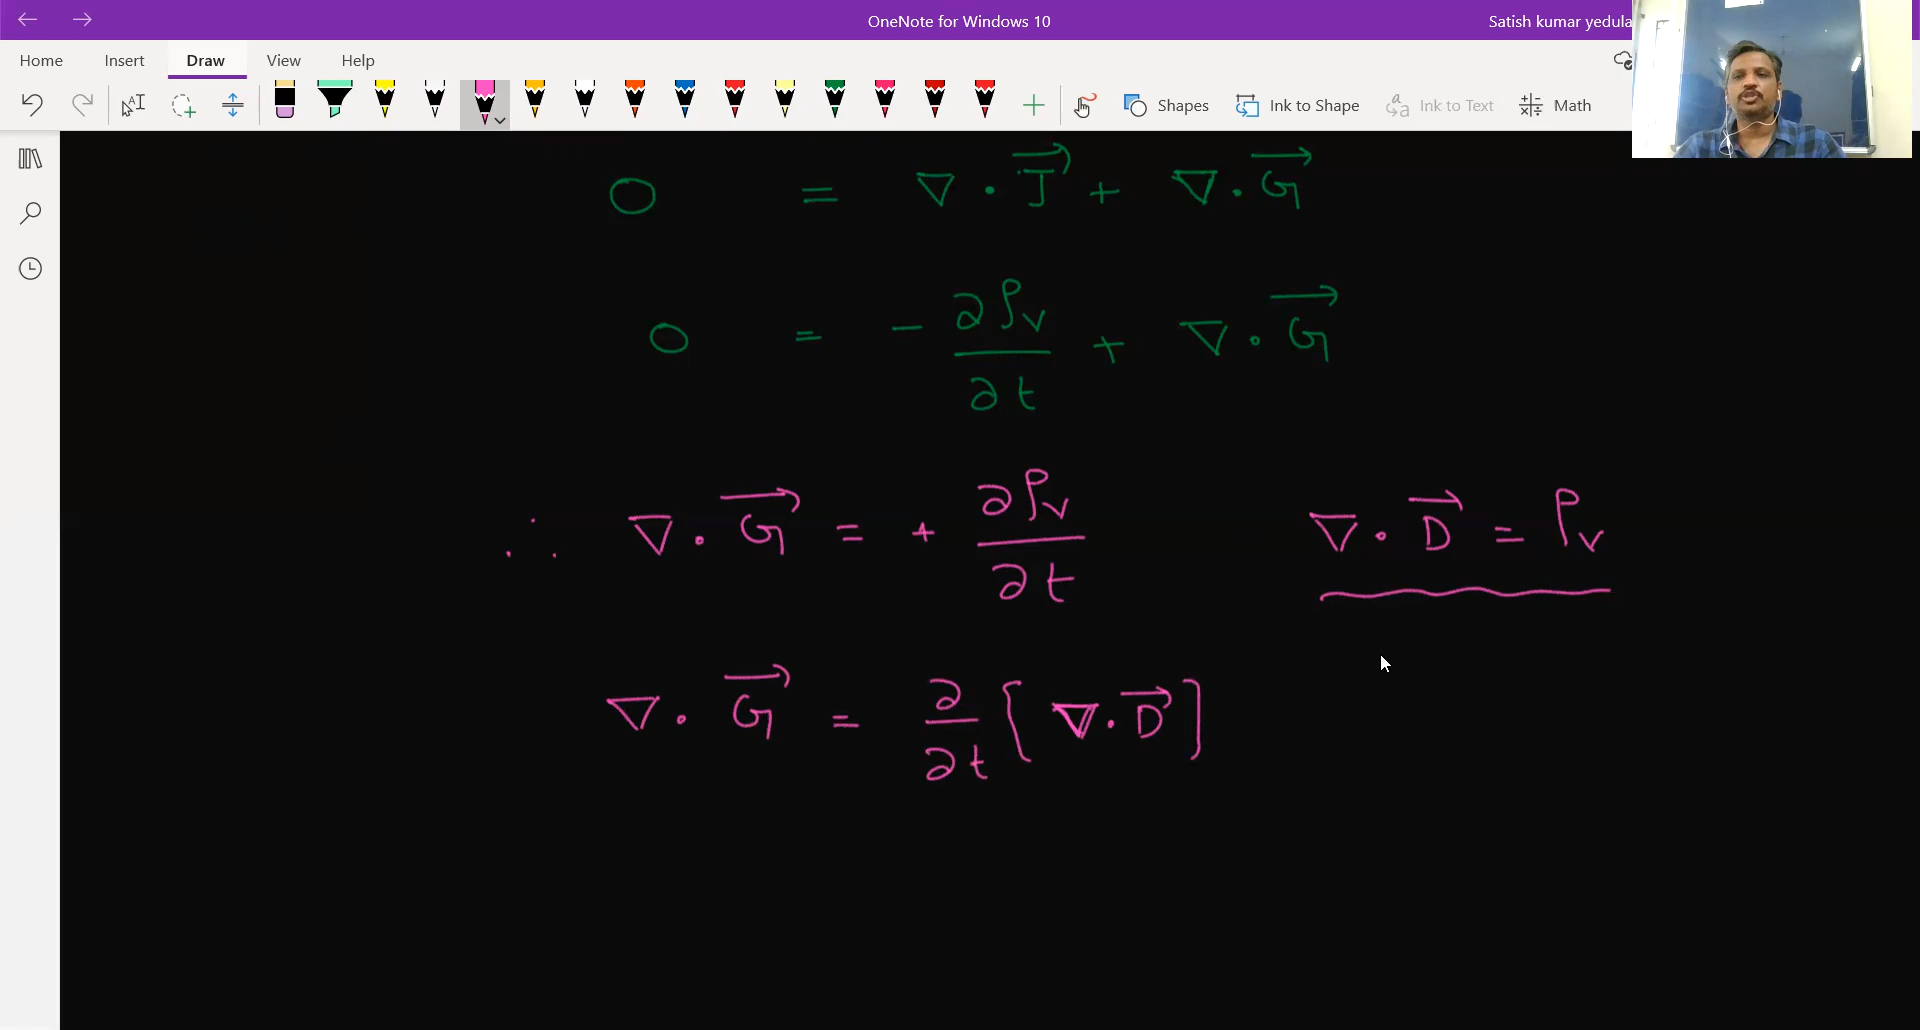 OneNote for Windows 10
Satish kumar yedula
Home Insert Draw View Help
Shapes Ink to Shape Ink to Text Math
0 = ∇ · J⃗ + ∇ · G⃗
0 = - ∂ρv/∂t + ∇ · G⃗
∴ ∇ · G⃗ = + ∂ρv/∂t ∇ · D⃗ = ρv
∇ · G⃗ = ∂/∂t [ ∇ · D⃗ ]